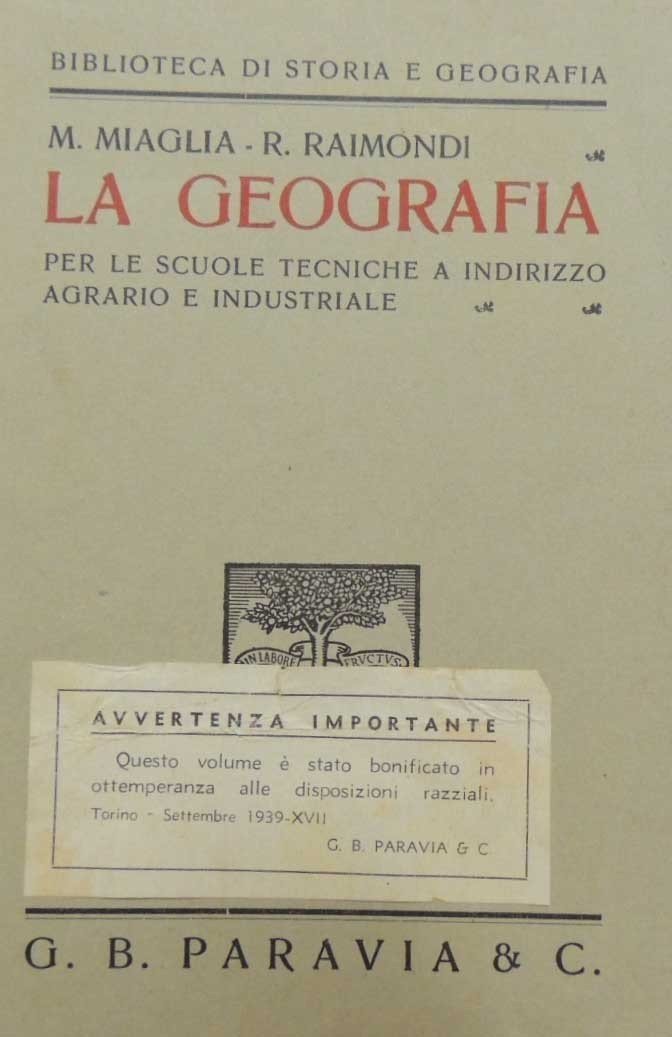 BIBLIOTECA DI STORIA E GEOGRAFIA
M. MIAGLIA - R. RAIMONDI
LA GEOGRAFIA
PER LE SCUOLE TECNICHE A INDIRIZZO
AGRARIO E INDUSTRIALE
IN LABORE FRVCTVS
AVVERTENZA IMPORTANTE
Questo volume è stato bonificato in
ottemperanza alle disposizioni razziali.
Torino - Settembre 1939-XVII
G. B. PARAVIA & C.
G. B. PARAVIA & C.